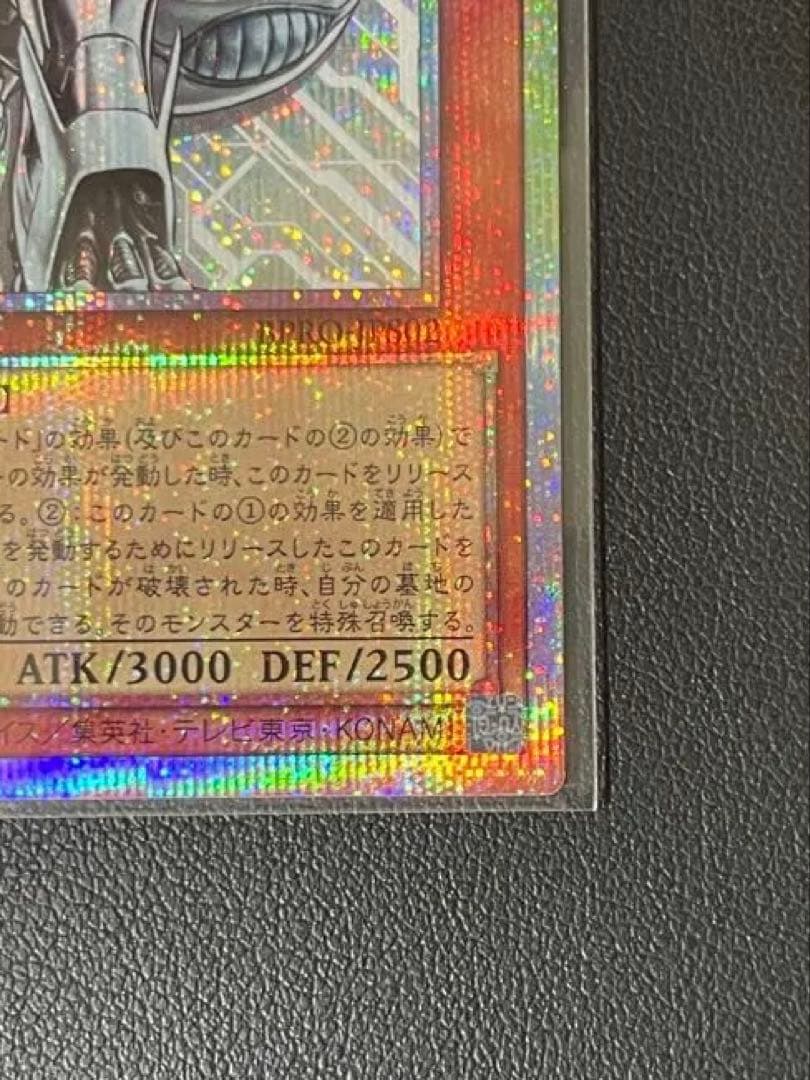 BPRO-JPS02
】
ード」の効果(及びこのカードの②の効果)で
の効果が発動した時、このカードをリリース
る。②：このカードの①の効果を適用した
を発動するためにリリースしたこのカードを
のカードが破壊された時、自分の墓地の
動できる。そのモンスターを特殊召喚する。
ATK/3000 DEF/2500
イス／集英社・テレビ東京・KONAMI